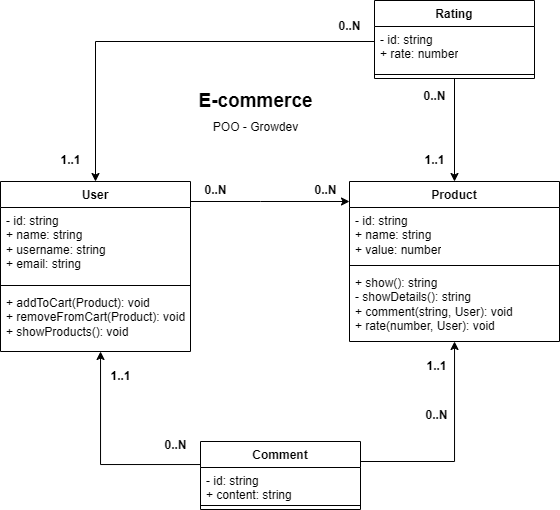 Rating
- id: string
+ rate: number
0..N
0..N
E-commerce
POO - Growdev
1..1
1..1
User
- id: string
+ name: string
+ username: string
+ email: string
+ addToCart(Product): void
+ removeFromCart(Product): void
+ showProducts(): void
0..N
0..N
Product
- id: string
+ name: string
+ value: number
+ show(): string
- showDetails(): string
+ comment(string, User): void
+ rate(number, User): void
1..1
1..1
0..N
0..N
Comment
- id: string
+ content: string